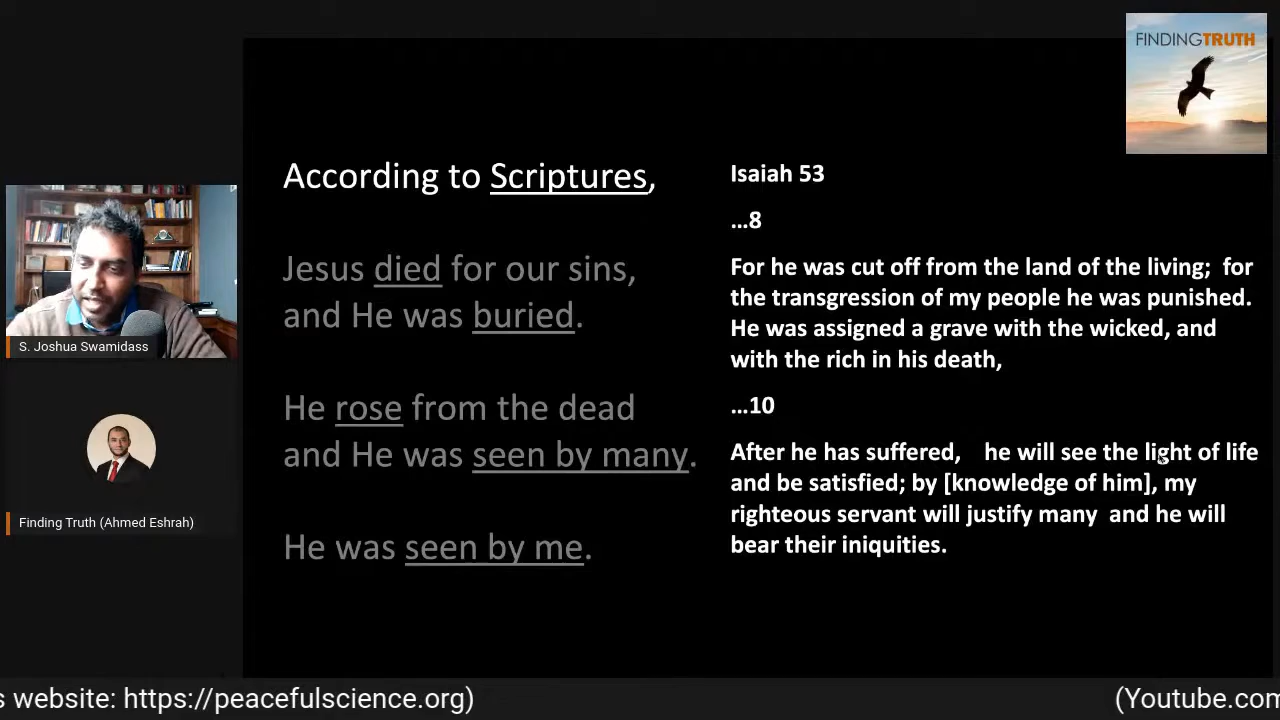 FINDINGTRUTH
According to Scriptures,
Jesus died for our sins,
and He was buried.
He rose from the dead
and He was seen by many.
He was seen by me.
Isaiah 53
...8
For he was cut off from the land of the living;  for
the transgression of my people he was punished.
He was assigned a grave with the wicked, and
with the rich in his death,
...10
After he has suffered,    he will see the light of life
and be satisfied; by [knowledge of him], my
righteous servant will justify many  and he will
bear their iniquities.
S. Joshua Swamidass
Finding Truth (Ahmed Eshrah)
s website: https://peacefulscience.org)
(Youtube.com